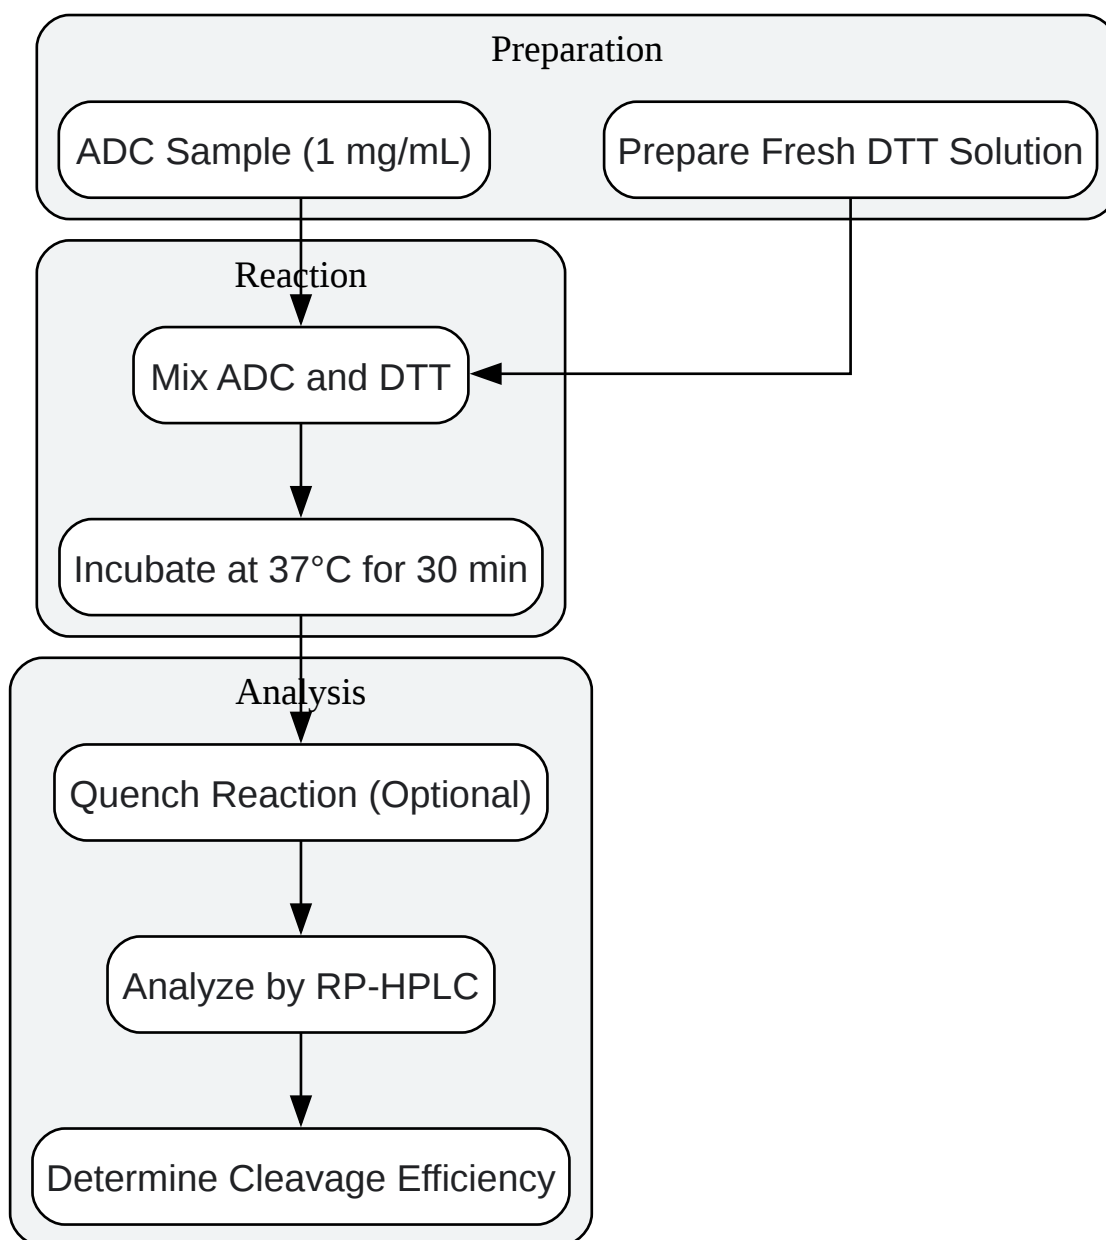 Preparation
ADC Sample (1 mg/mL)
Prepare Fresh DTT Solution
Reaction
Mix ADC and DTT
Incubate at 37°C for 30 min
Analysis
Quench Reaction (Optional)
Analyze by RP-HPLC
Determine Cleavage Efficiency